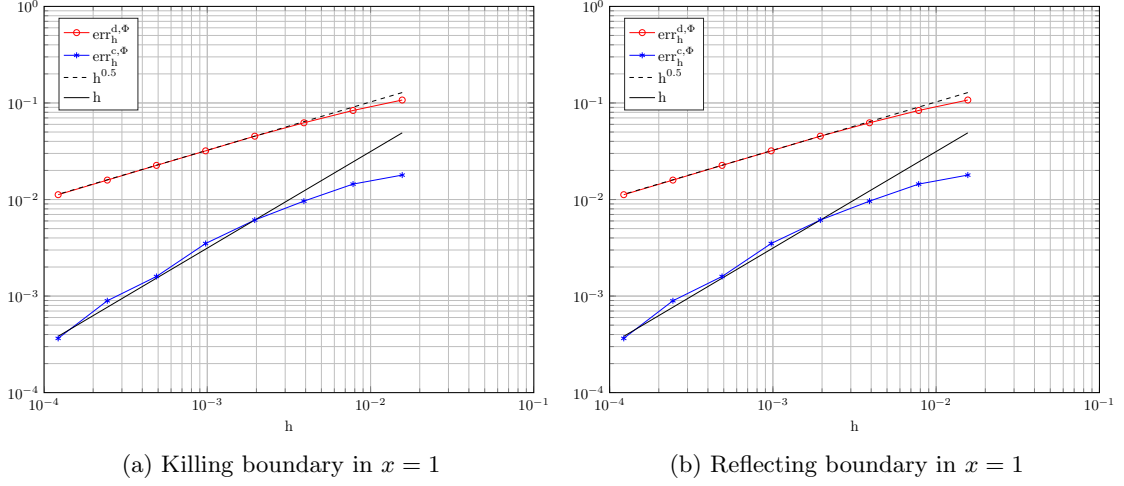 10^0
10^-1
10^-2
10^-3
10^-4
err_h^{d,Φ}
err_h^{c,Φ}
h^0.5
h
10^-4
10^-3
10^-2
10^-1
h
(a) Killing boundary in x = 1
10^0
10^-1
10^-2
10^-3
10^-4
err_h^{d,Φ}
err_h^{c,Φ}
h^0.5
h
10^-4
10^-3
10^-2
10^-1
h
(b) Reflecting boundary in x = 1